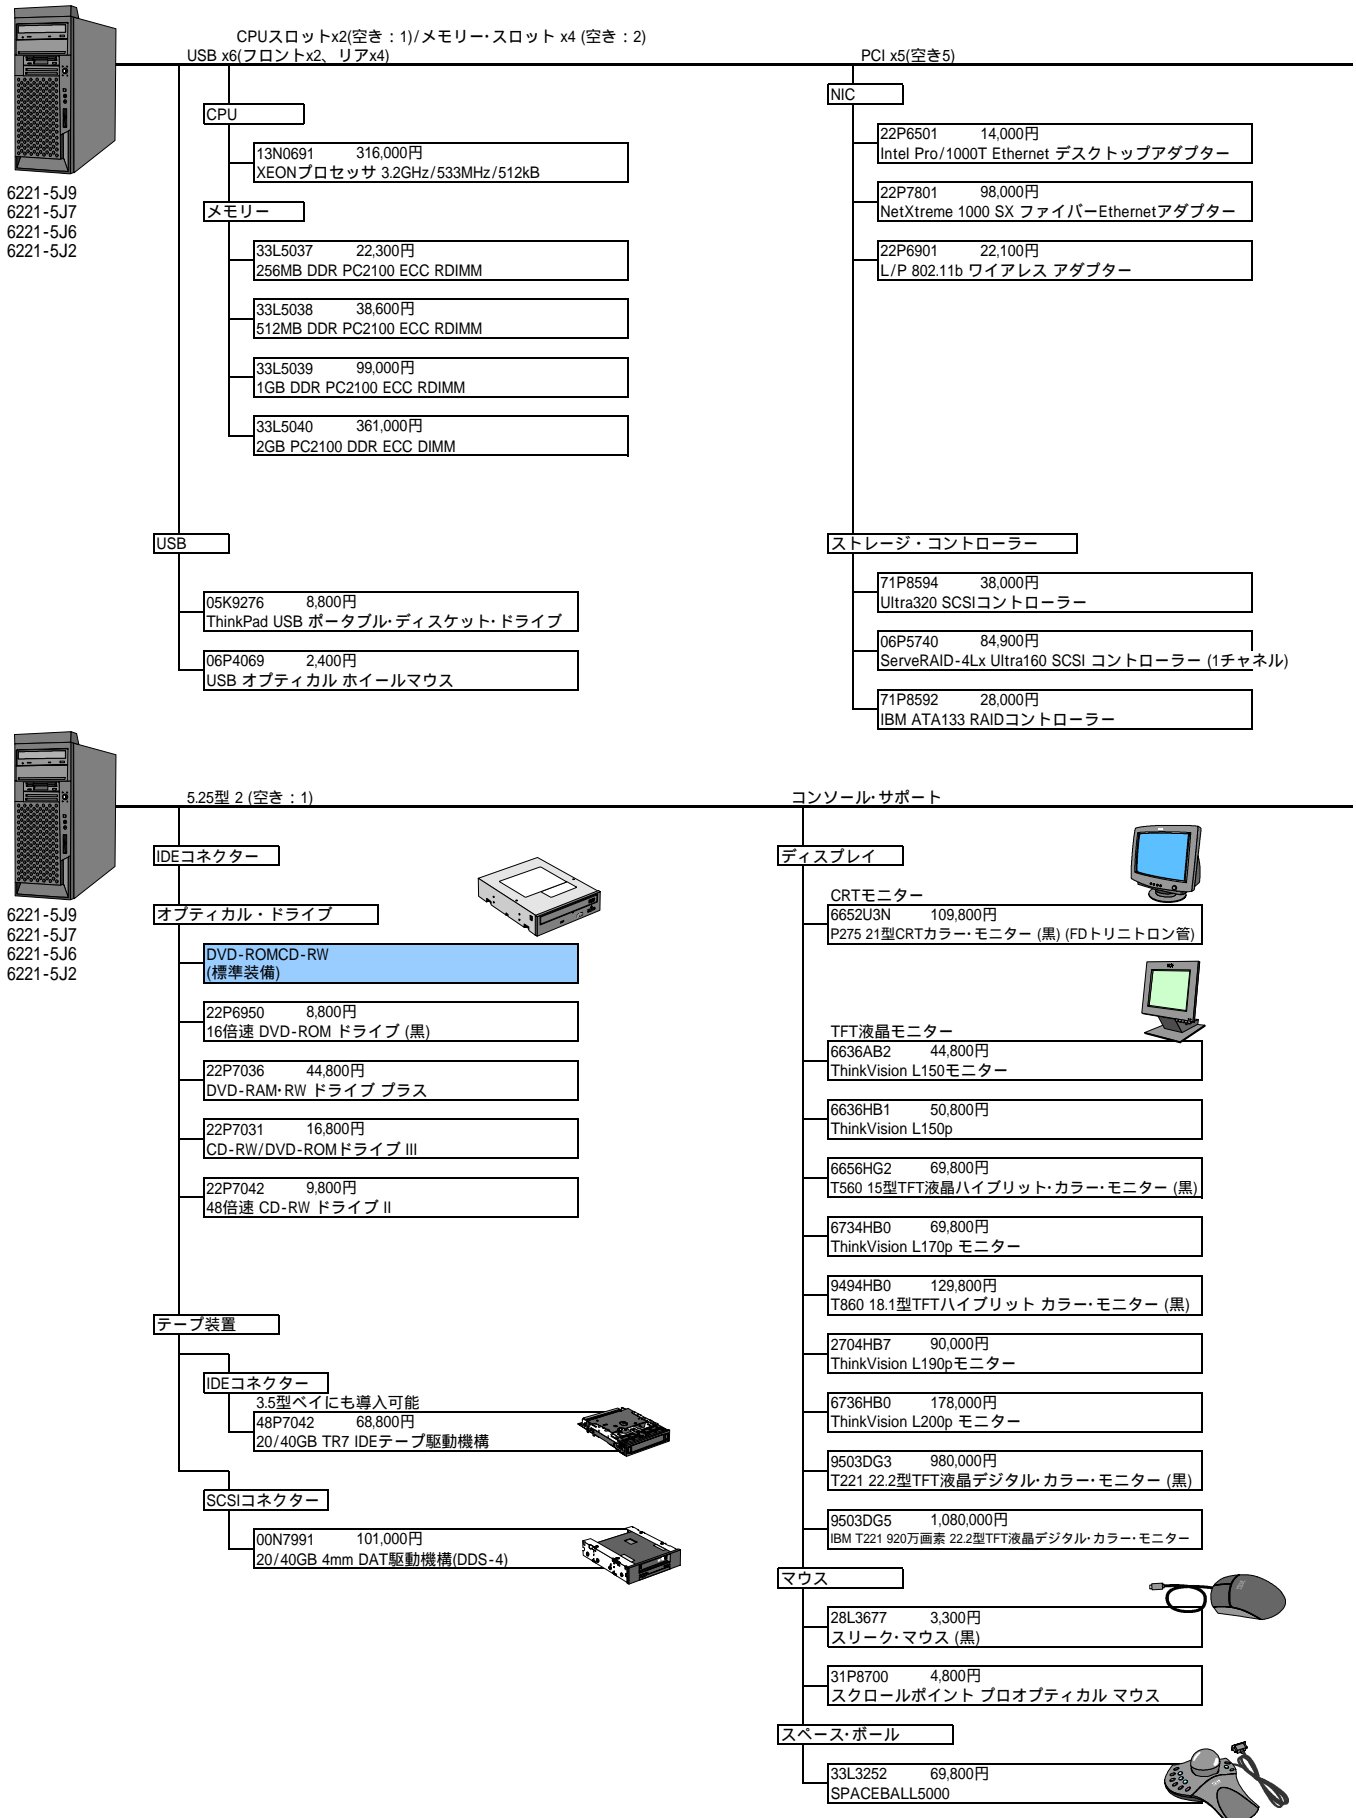 CPUスロットx2(空き：1)/メモリー･スロット x4 (空き：2)
USB x6(フロントx2、リアx4)
6221-5J9
6221-5J7
6221-5J6
6221-5J2
CPU
13N0691 316,000円
XEONプロセッサ 3.2GHz/533MHz/512kB
メモリー
33L5037 22,300円
256MB DDR PC2100 ECC RDIMM
33L5038 38,600円
512MB DDR PC2100 ECC RDIMM
33L5039 99,000円
1GB DDR PC2100 ECC RDIMM
33L5040 361,000円
2GB PC2100 DDR ECC DIMM
USB
05K9276 8,800円
ThinkPad USB ポータブル･ディスケット･ドライブ
06P4069 2,400円
USB オプティカル ホイールマウス
PCI x5(空き5)
NIC
22P6501 14,000円
Intel Pro/1000T Ethernet デスクトップアダプター
22P7801 98,000円
NetXtreme 1000 SX ファイバーEthernetアダプター
22P6901 22,100円
L/P 802.11b ワイアレス アダプター
ストレージ・コントローラー
71P8594 38,000円
Ultra320 SCSIコントローラー
06P5740 84,900円
ServeRAID-4Lx Ultra160 SCSI コントローラー (1チャネル)
71P8592 28,000円
IBM ATA133 RAIDコントローラー
5.25型 2 (空き：1)
6221-5J9
6221-5J7
6221-5J6
6221-5J2
IDEコネクター
オプティカル・ドライブ
DVD-ROMCD-RW
(標準装備)
22P6950 8,800円
16倍速 DVD-ROM ドライブ (黒)
22P7036 44,800円
DVD-RAM･RW ドライブ プラス
22P7031 16,800円
CD-RW/DVD-ROMドライブ III
22P7042 9,800円
48倍速 CD-RW ドライブ II
テープ装置
IDEコネクター
3.5型ベイにも導入可能
48P7042 68,800円
20/40GB TR7 IDEテープ駆動機構
SCSIコネクター
00N7991 101,000円
20/40GB 4mm DAT駆動機構(DDS-4)
コンソール･サポート
ディスプレイ
CRTモニター
6652U3N 109,800円
P275 21型CRTカラー･モニター (黒) (FDトリニトロン管)
TFT液晶モニター
6636AB2 44,800円
ThinkVision L150モニター
6636HB1 50,800円
ThinkVision L150p
6656HG2 69,800円
T560 15型TFT液晶ハイブリット･カラー･モニター (黒)
6734HB0 69,800円
ThinkVision L170p モニター
9494HB0 129,800円
T860 18.1型TFTハイブリット カラー･モニター (黒)
2704HB7 90,000円
ThinkVision L190pモニター
6736HB0 178,000円
ThinkVision L200p モニター
9503DG3 980,000円
T221 22.2型TFT液晶デジタル･カラー･モニター (黒)
9503DG5 1,080,000円
IBM T221 920万画素 22.2型TFT液晶デジタル･カラー･モニター
マウス
28L3677 3,300円
スリーク･マウス (黒)
31P8700 4,800円
スクロールポイント プロオプティカル マウス
スペース･ボール
33L3252 69,800円
SPACEBALL5000